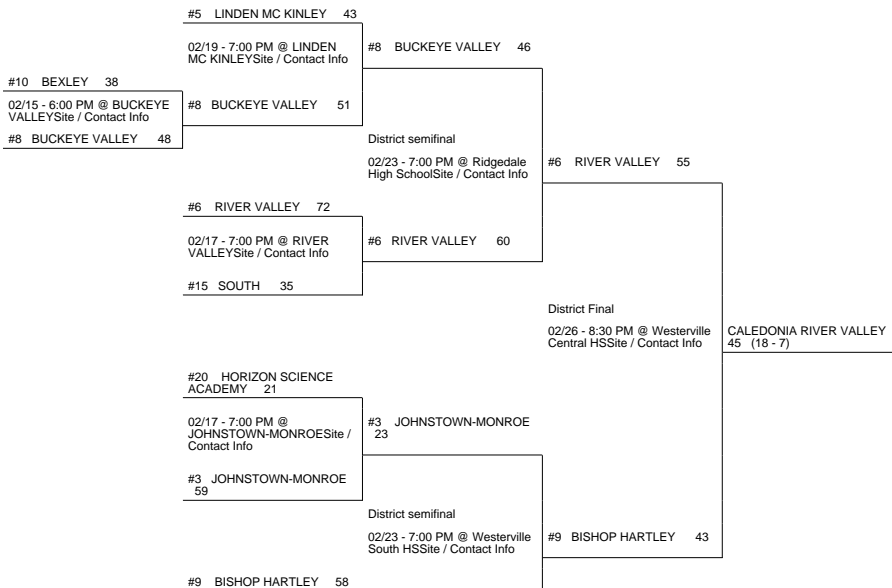 #5 LINDEN MC KINLEY 43
02/19 - 7:00 PM @ LINDEN
MC KINLEYSite / Contact Info
#8 BUCKEYE VALLEY 46
#10 BEXLEY 38
02/15 - 6:00 PM @ BUCKEYE
VALLEYSite / Contact Info
#8 BUCKEYE VALLEY 48
#8 BUCKEYE VALLEY 51
District semifinal
02/23 - 7:00 PM @ Ridgedale
High SchoolSite / Contact Info
#6 RIVER VALLEY 55
#6 RIVER VALLEY 72
02/17 - 7:00 PM @ RIVER
VALLEYSite / Contact Info
#6 RIVER VALLEY 60
#15 SOUTH 35
District Final
02/26 - 8:30 PM @ Westerville
Central HSSite / Contact Info
CALEDONIA RIVER VALLEY
45 (18 - 7)
#20 HORIZON SCIENCE
ACADEMY 21
02/17 - 7:00 PM @
JOHNSTOWN-MONROESite /
Contact Info
#3 JOHNSTOWN-MONROE
23
#3 JOHNSTOWN-MONROE
59
District semifinal
02/23 - 7:00 PM @ Westerville
South HSSite / Contact Info
#9 BISHOP HARTLEY 43
#9 BISHOP HARTLEY 58